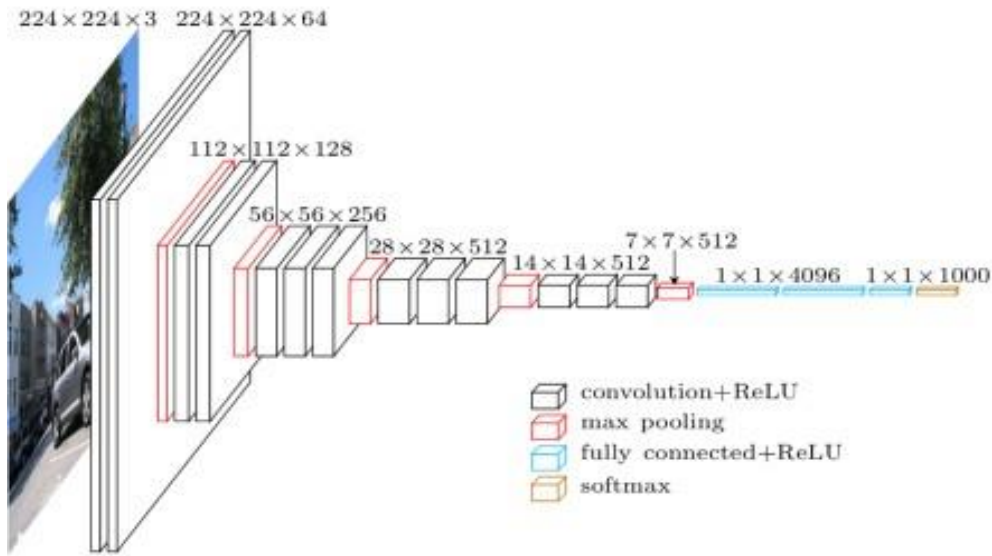 224×224×3
224×224×64
112×112×128
56×56×256
28×28×512
14×14×512
7×7×512
1×1×4096
1×1×1000
convolution+ReLU
max pooling
fully connected+ReLU
softmax